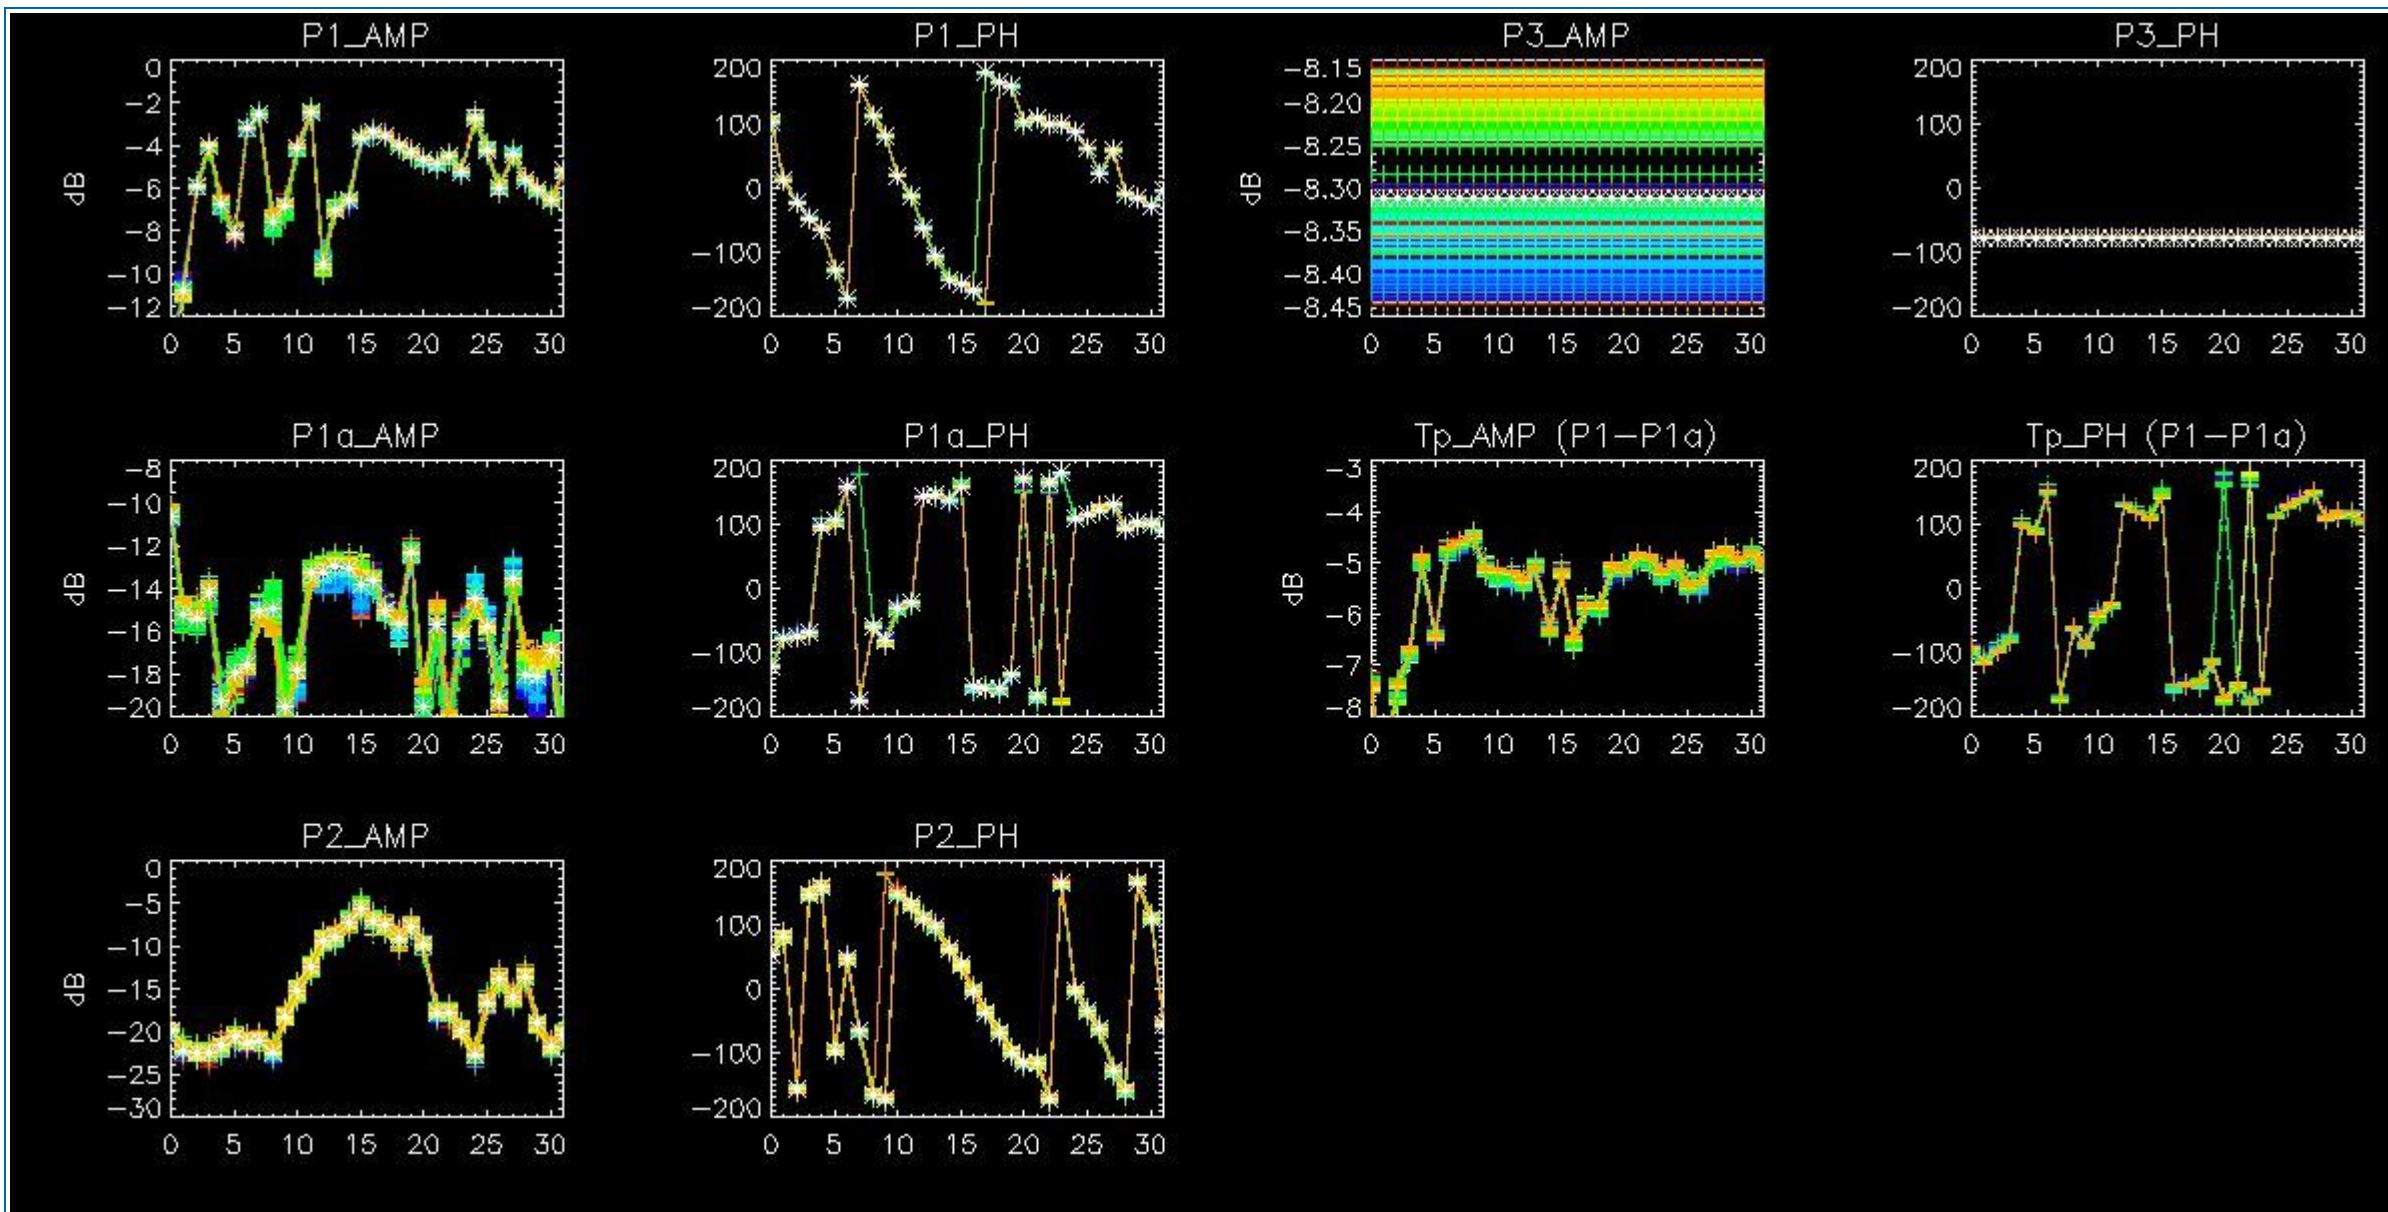 P1_AMP P1_PH P3_AMP P3_PH
0 200 -8.15 200
-2 -8.20
100 100
-4 -8.25
dB -6 0 dB -8.30 0
-8 -8.35
-100 -100
-10 -8.40
-12 -200 -8.45 -200
0 5 10 15 20 25 30 0 5 10 15 20 25 30 0 5 10 15 20 25 30 0 5 10 15 20 25 30
P1a_AMP P1a_PH Tp_AMP (P1-P1a) Tp_PH (P1-P1a)
-8 200 -3 200
-10 -4
100 100
-12 -5
dB -14 0 dB 0
-16 -6
-100 -100
-18 -7
-20 -200 -8 -200
0 5 10 15 20 25 30 0 5 10 15 20 25 30 0 5 10 15 20 25 30 0 5 10 15 20 25 30
P2_AMP P2_PH
0 200
-5
100
-10
dB -15 0
-20
-100
-25
-30 -200
0 5 10 15 20 25 30 0 5 10 15 20 25 30